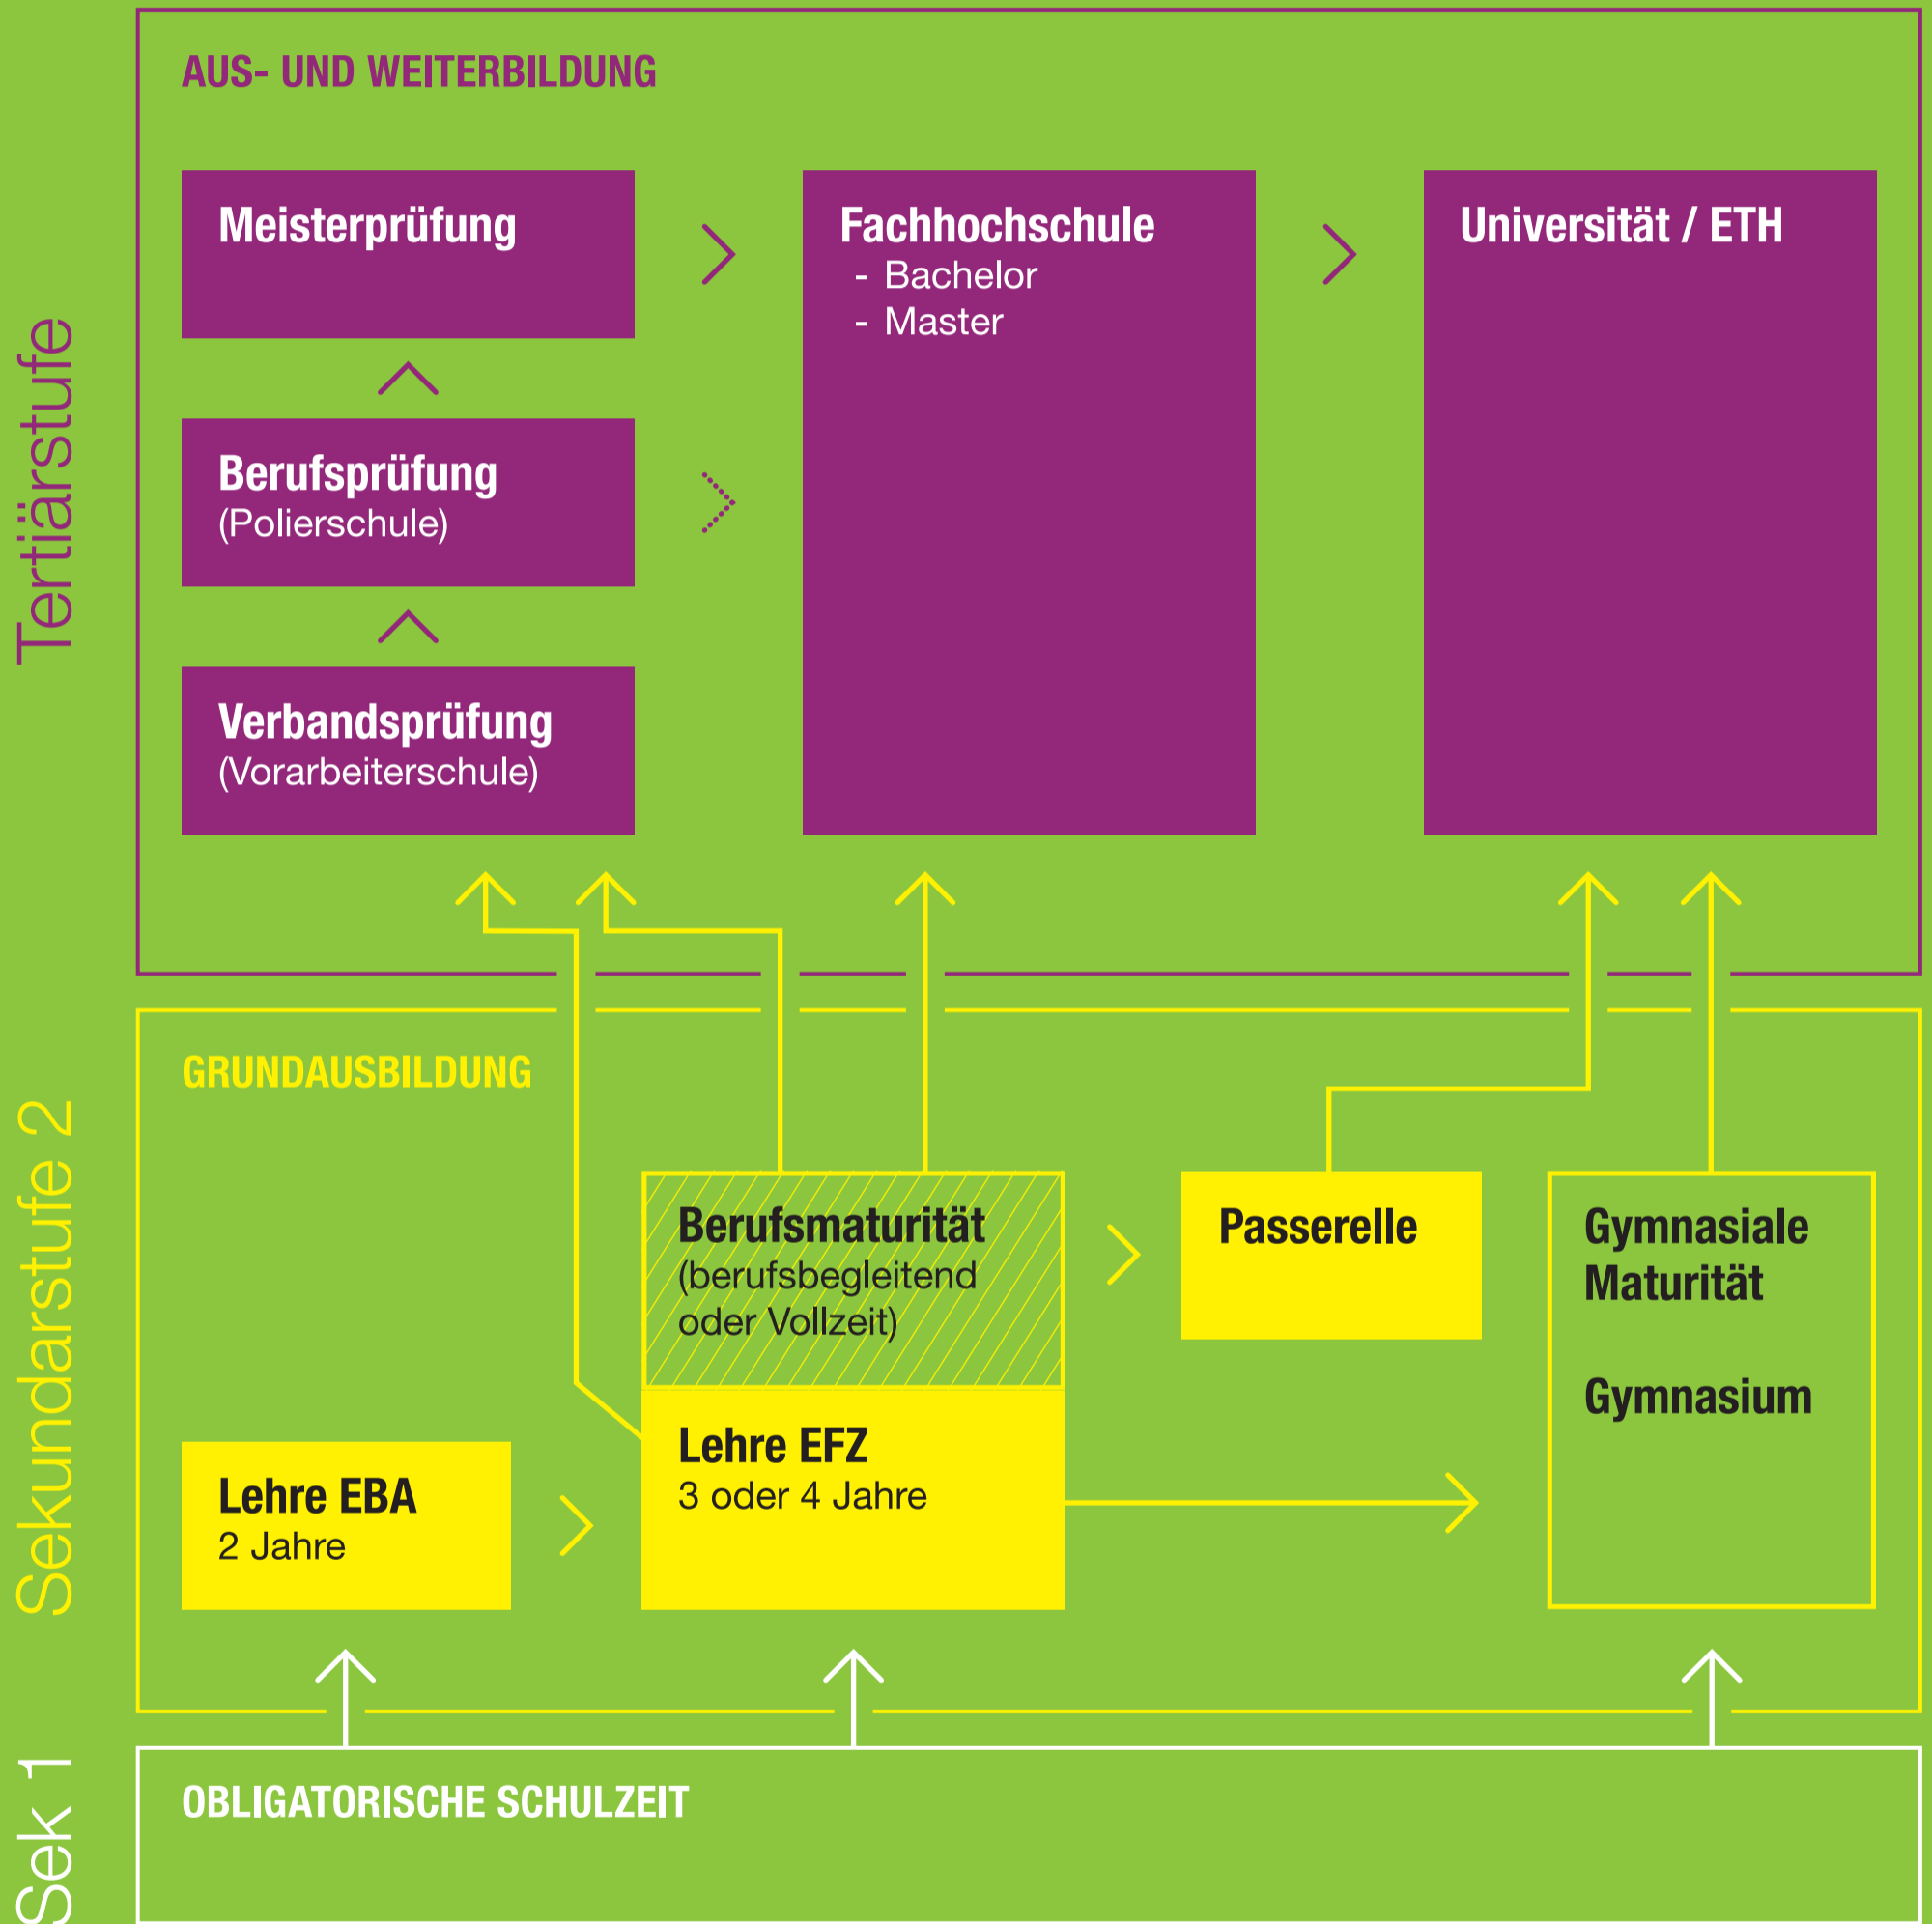 Tertiärstufe
AUS- UND WEITERBILDUNG
Meisterprüfung
Fachhochschule
- Bachelor
- Master
Universität / ETH
Berufsprüfung
(Polierschule)
Verbandsprüfung
(Vorarbeiterschule)
Sekundarstufe 2
GRUNDAUSBILDUNG
Berufsmaturität
(berufsbegleitend
oder Vollzeit)
Passerelle
Gymnasiale
Maturität
Gymnasium
Lehre EFZ
3 oder 4 Jahre
Lehre EBA
2 Jahre
Sek 1
OBLIGATORISCHE SCHULZEIT